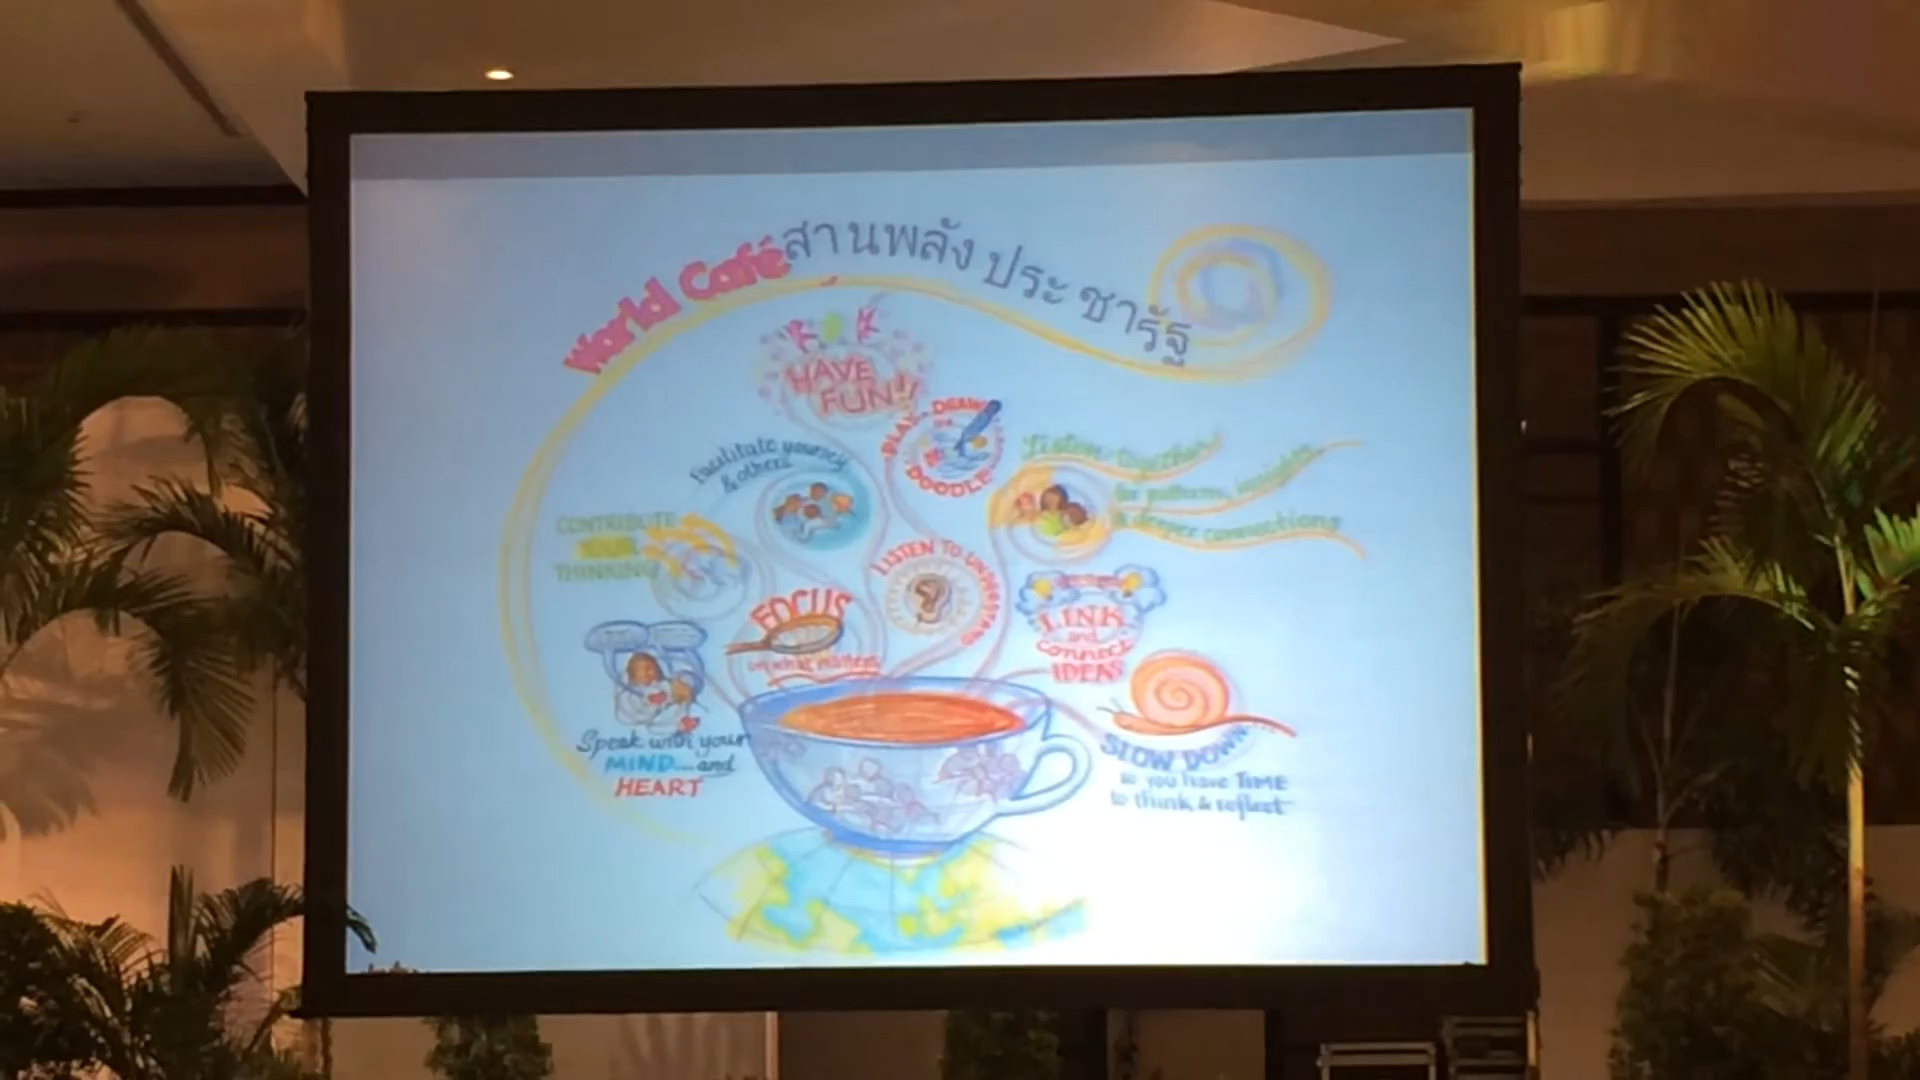 World Café สานพลัง ประชารัฐ
HAVE
FUN!!
PLAY, DRAW
DOODLE
Facilitate yourself
& others
Listen together
for patterns, insights
& deeper connections
CONTRIBUTE
YOUR
THINKING
LISTEN TO UNDERSTAND
FOCUS
on what matters
LINK
and
Connect
IDEAS
Speak with your
MIND....and
HEART
SLOW DOWN
so you have TIME
to think & reflect